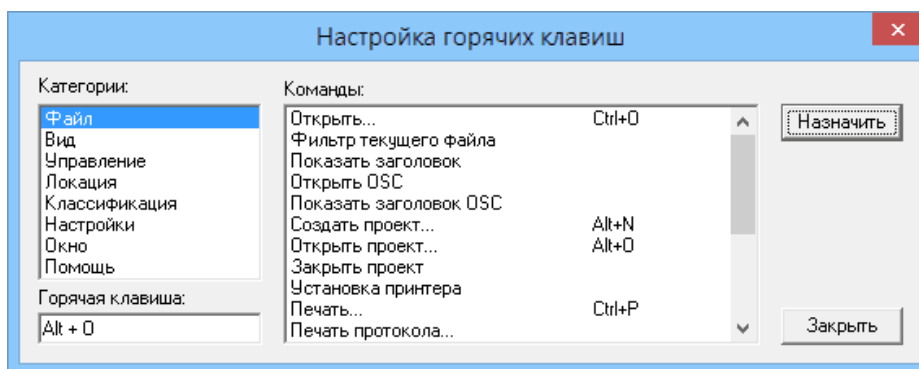 Настройка горячих клавиш
Категории:
Файл
Вид
Управление
Локация
Классификация
Настройки
Окно
Помощь
Горячая клавиша:
Alt + O
Команды:
Открыть... Ctrl+O
Фильтр текущего файла
Показать заголовок
Открыть OSC
Показать заголовок OSC
Создать проект... Alt+N
Открыть проект... Alt+O
Закрыть проект
Установка принтера
Печать... Ctrl+P
Печать протокола...
Назначить
Закрыть